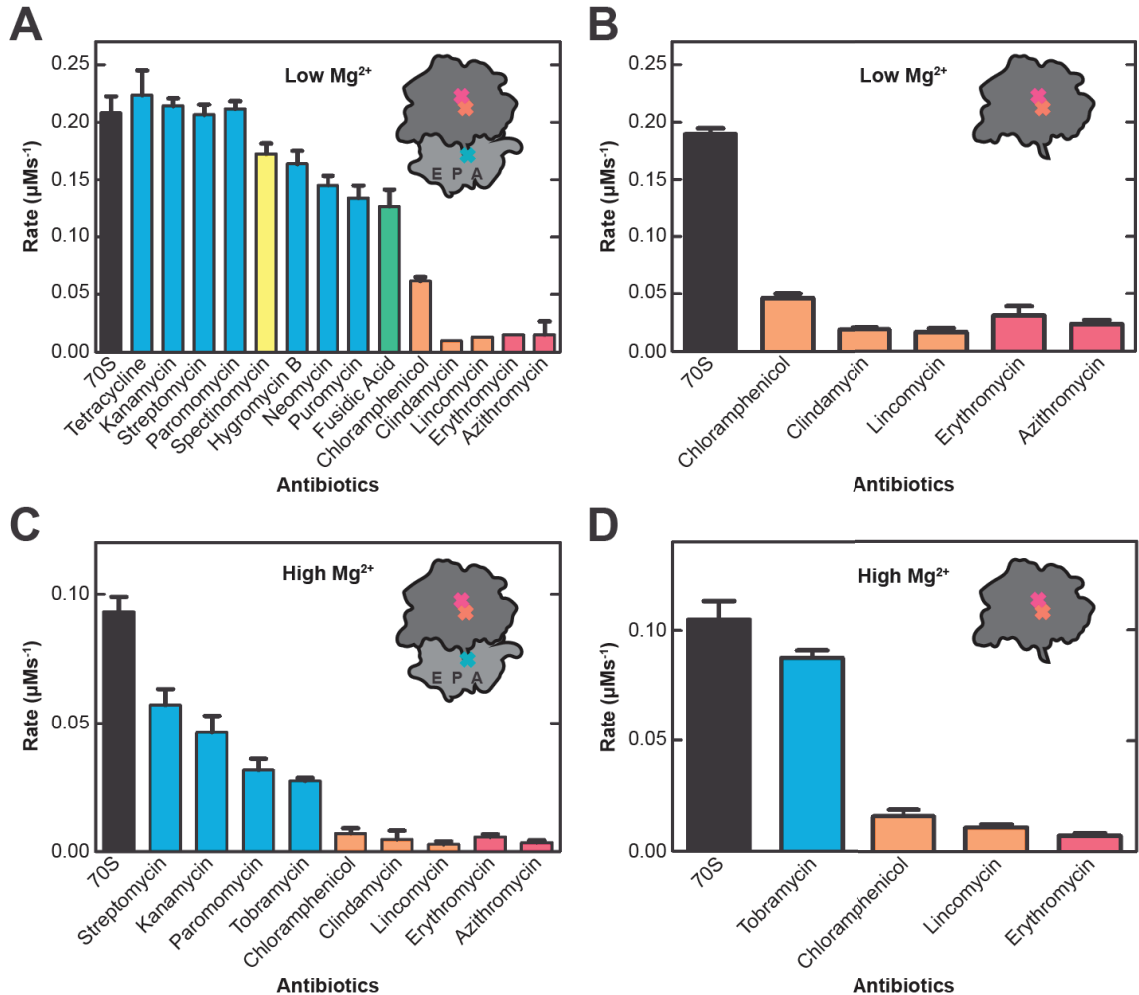 A
Low Mg²⁺
E P A
0.25
0.20
0.15
0.10
0.05
0.00
Rate (µMs⁻¹)
70S
Tetracycline
Kanamycin
Streptomycin
Paromomycin
Spectinomycin
Hygromycin B
Neomycin
Puromycin
Fusidic Acid
Chloramphenicol
Clindamycin
Lincomycin
Erythromycin
Azithromycin
Antibiotics
B
Low Mg²⁺
0.25
0.20
0.15
0.10
0.05
0.00
Rate (µMs⁻¹)
70S
Chloramphenicol
Clindamycin
Lincomycin
Erythromycin
Azithromycin
Antibiotics
C
High Mg²⁺
E P A
0.10
0.05
0.00
Rate (µMs⁻¹)
70S
Streptomycin
Kanamycin
Paromomycin
Tobramycin
Chloramphenicol
Clindamycin
Lincomycin
Erythromycin
Azithromycin
Antibiotics
D
High Mg²⁺
0.10
0.05
0.00
Rate (µMs⁻¹)
70S
Tobramycin
Chloramphenicol
Lincomycin
Erythromycin
Antibiotics